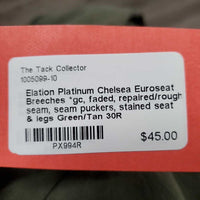 The Tack Collector
1005099-10
Elation Platinum Chelsea Euroseat
Breeches *gc, faded, repaired/rough
seam, seam puckers, stained seat
& legs Green/Tan 30R
$45.00
PX994R